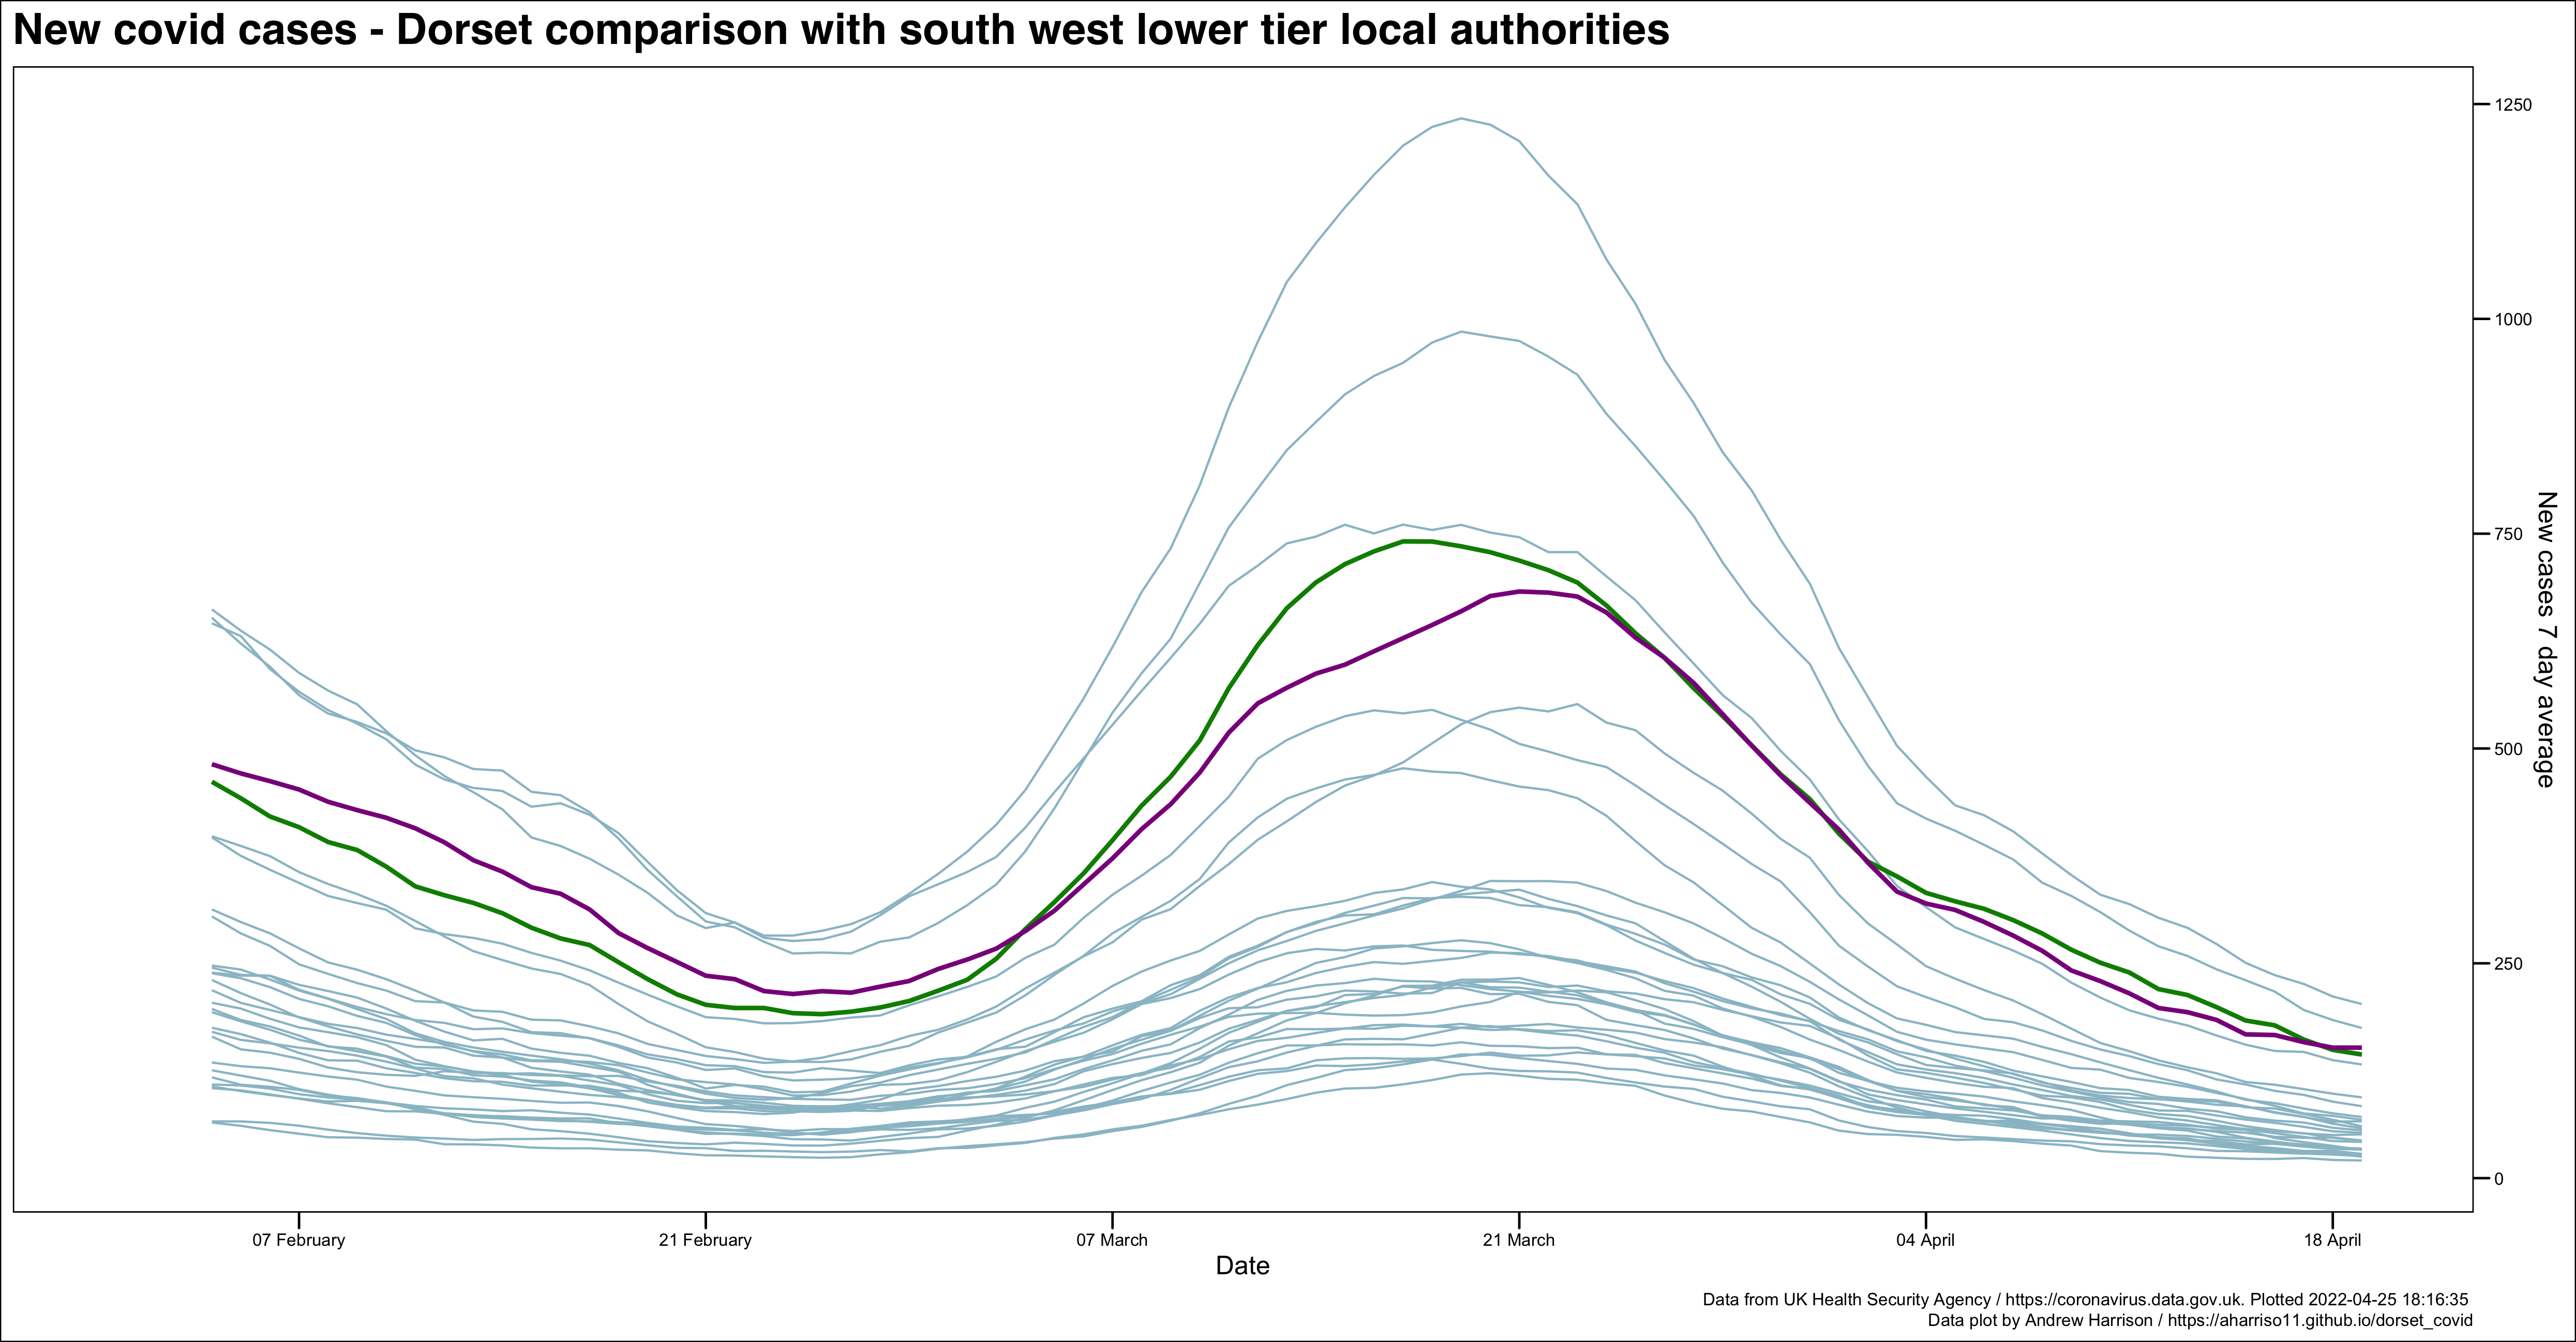 New covid cases - Dorset comparison with south west lower tier local authorities
1250
1000
750
500
250
0
New cases 7 day average
07 February
21 February
07 March
21 March
04 April
18 April
Date
Data from UK Health Security Agency / https://coronavirus.data.gov.uk. Plotted 2022-04-25 18:16:35
Data plot by Andrew Harrison / https://aharriso11.github.io/dorset_covid